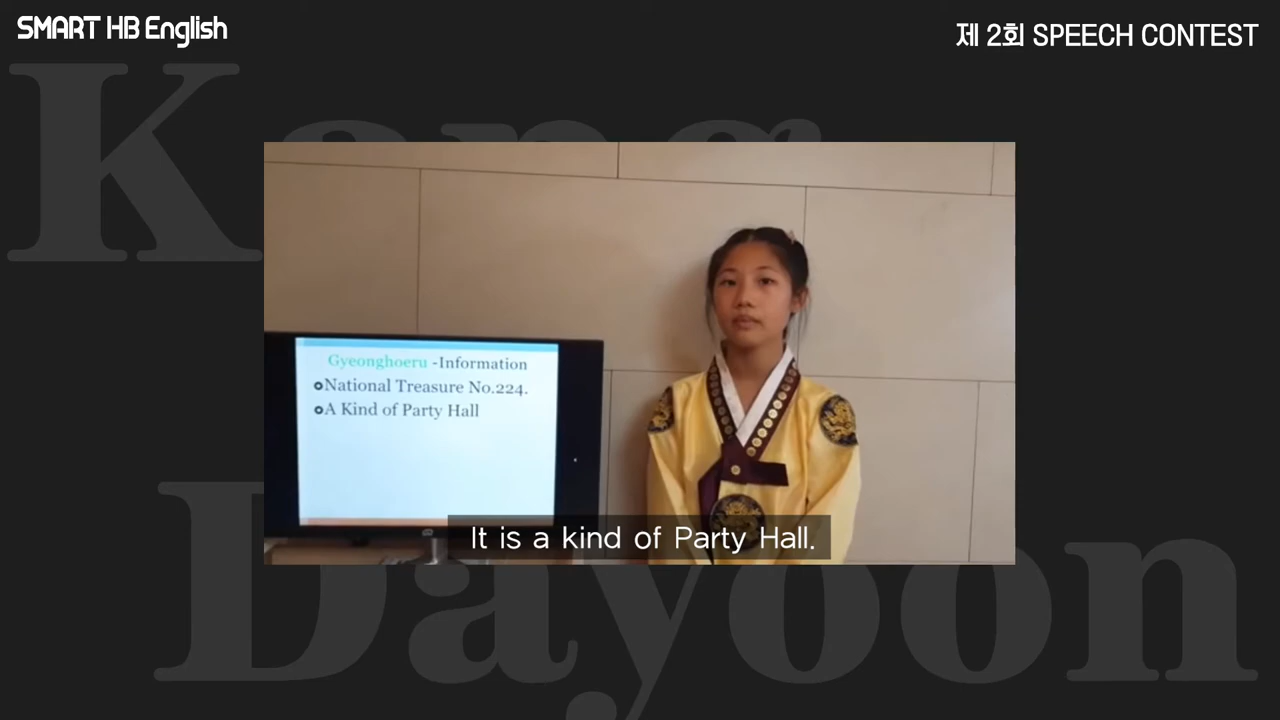 SMART HB English
제 2회 SPEECH CONTEST
Kang
Gyeonghoeru -Information
National Treasure No.224.
A Kind of Party Hall
It is a kind of Party Hall.
Dayoon